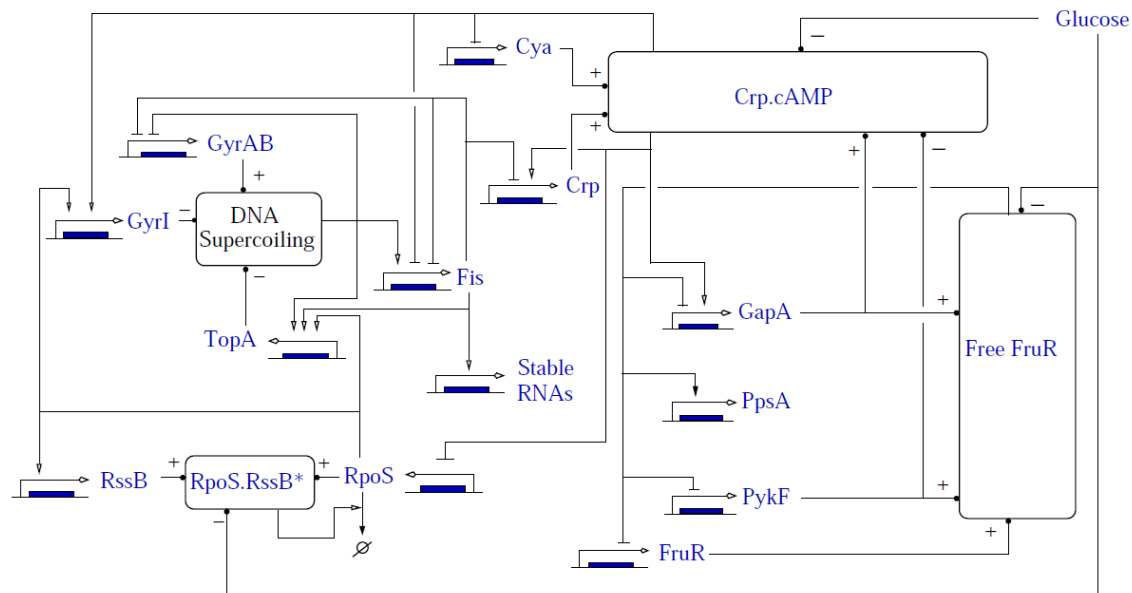 Glucose
Cya
+
−
Crp.cAMP
+
GyrAB
+
+
−
Crp
GyrI
−
DNA
Supercoiling
−
−
Fis
TopA
GapA
+
Free FruR
Stable
RNAs
PpsA
RssB
+
RpoS.RssB*
+
RpoS
−
PykF
+
+
FruR